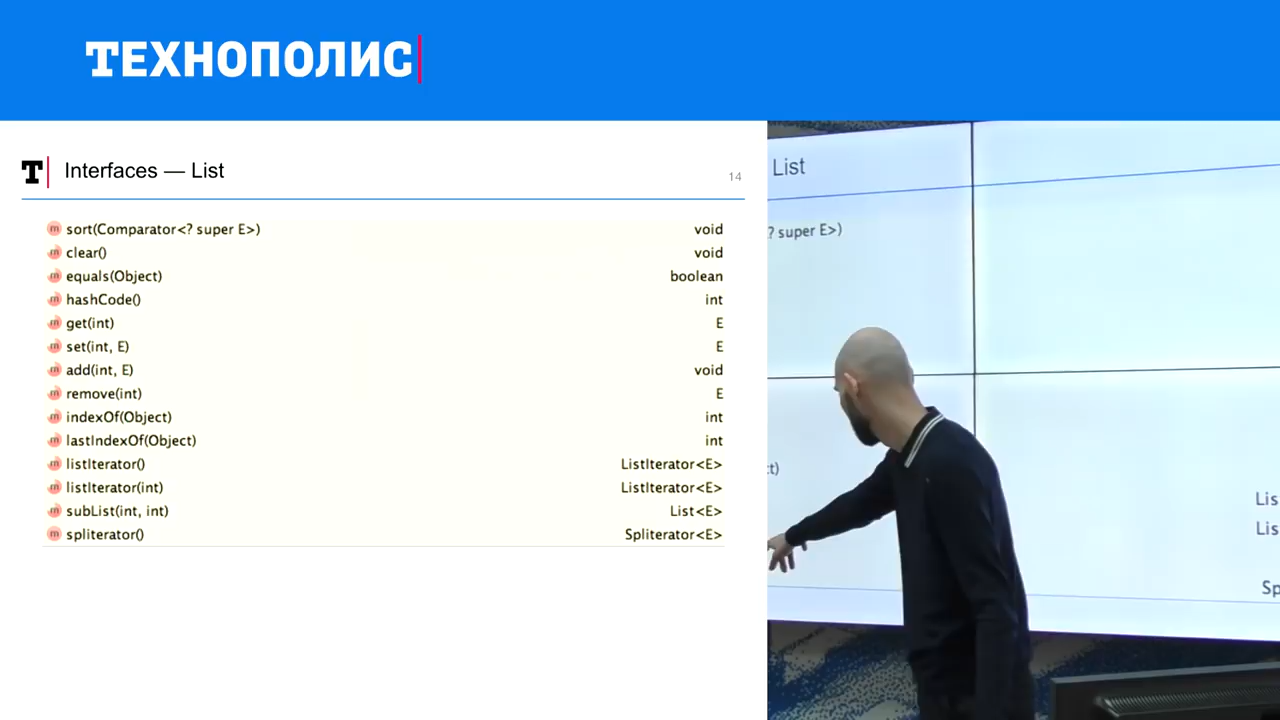 ТЕХНОПОЛИС
T Interfaces — List
14
m sort(Comparator<? super E>) void
m clear() void
m equals(Object) boolean
m hashCode() int
m get(int) E
m set(int, E) E
m add(int, E) void
m remove(int) E
m indexOf(Object) int
m lastIndexOf(Object) int
m listIterator() ListIterator<E>
m listIterator(int) ListIterator<E>
m subList(int, int) List<E>
m spliterator() Spliterator<E>
List
? super E>)
t)
Lis
Lis
Sp